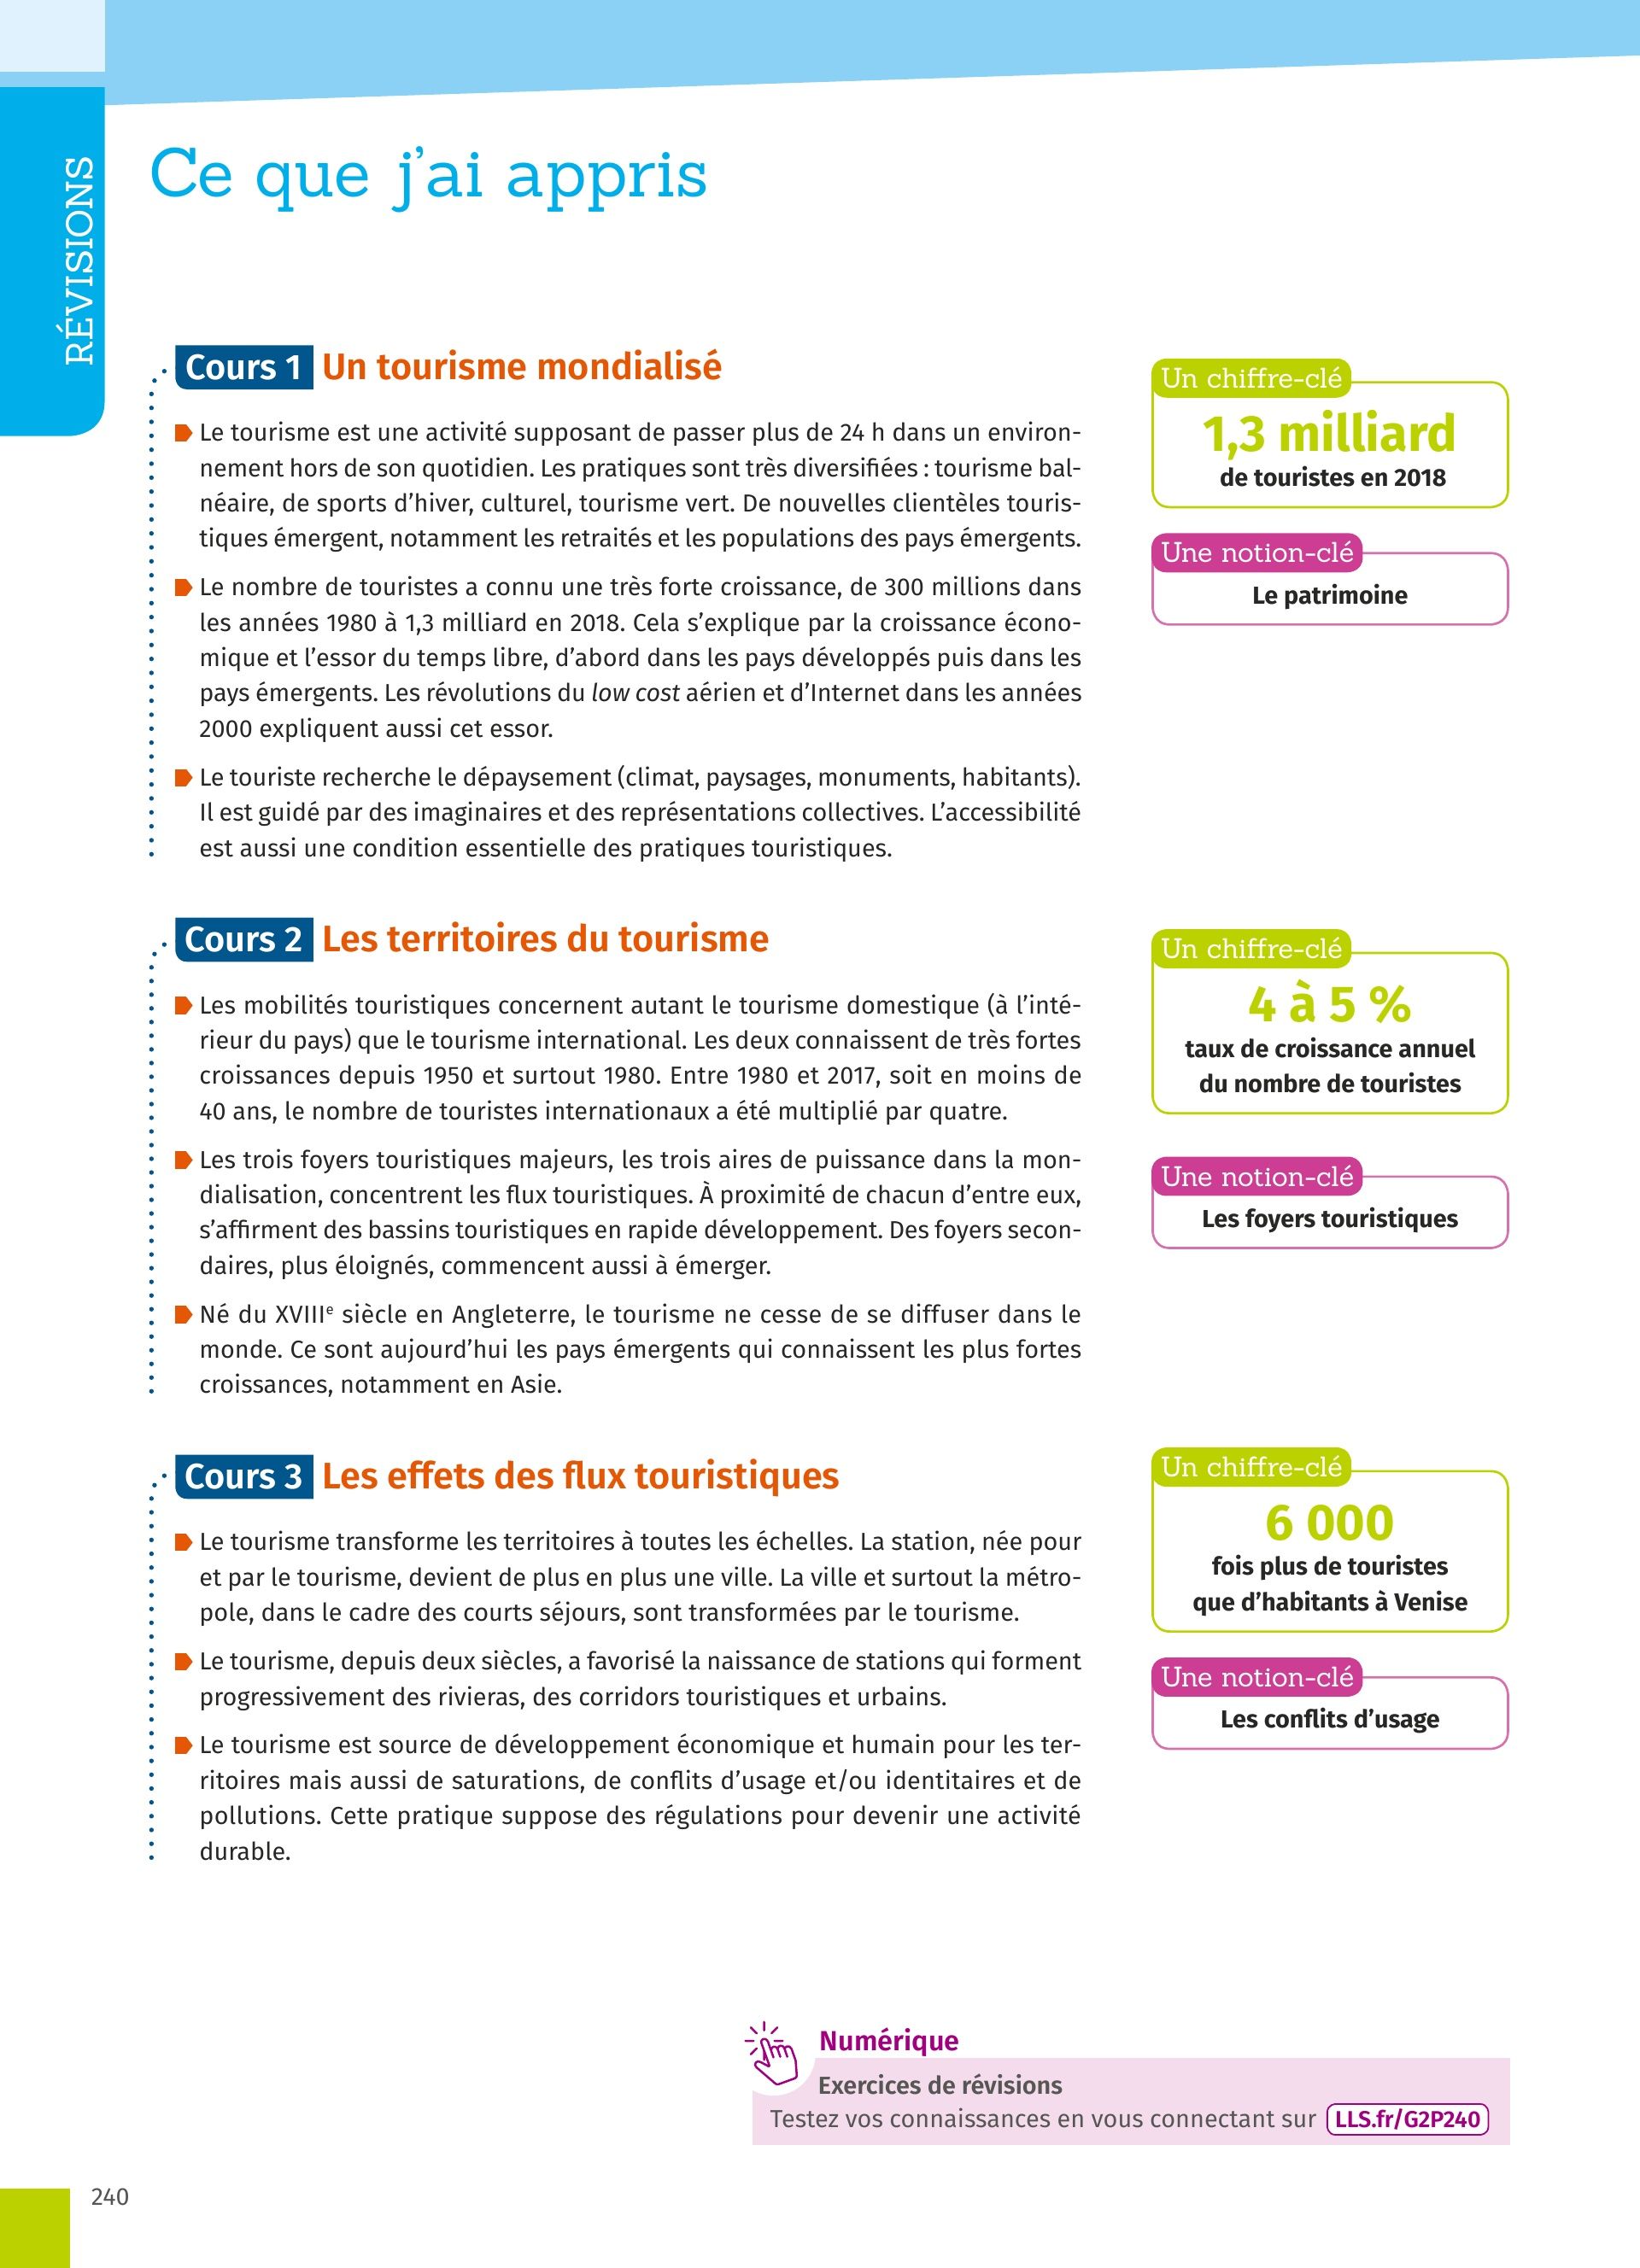 RÉVISIONS
Ce que j'ai appris
Cours 1 Un tourisme mondialisé
Le tourisme est une activité supposant de passer plus de 24 h dans un environ-
nement hors de son quotidien. Les pratiques sont très diversifiées : tourisme bal-
néaire, de sports d'hiver, culturel, tourisme vert. De nouvelles clientèles touris-
tiques émergent, notamment les retraités et les populations des pays émergents.
Le nombre de touristes a connu une très forte croissance, de 300 millions dans
les années 1980 à 1,3 milliard en 2018. Cela s'explique par la croissance écono-
mique et l'essor du temps libre, d'abord dans les pays développés puis dans les
pays émergents. Les révolutions du low cost aérien et d'Internet dans les années
2000 expliquent aussi cet essor.
Le touriste recherche le dépaysement (climat, paysages, monuments, habitants).
Il est guidé par des imaginaires et des représentations collectives. L'accessibilité
est aussi une condition essentielle des pratiques touristiques.
Un chiffre-clé
1,3 milliard
de touristes en 2018
Une notion-clé
Le patrimoine
Cours 2 Les territoires du tourisme
Les mobilités touristiques concernent autant le tourisme domestique (à l'inté-
rieur du pays) que le tourisme international. Les deux connaissent de très fortes
croissances depuis 1950 et surtout 1980. Entre 1980 et 2017, soit en moins de
40 ans, le nombre de touristes internationaux a été multiplié par quatre.
Les trois foyers touristiques majeurs, les trois aires de puissance dans la mon-
dialisation, concentrent les flux touristiques. À proximité de chacun d'entre eux,
s'affirment des bassins touristiques en rapide développement. Des foyers secon-
daires, plus éloignés, commencent aussi à émerger.
Né du XVIIIe siècle en Angleterre, le tourisme ne cesse de se diffuser dans le
monde. Ce sont aujourd'hui les pays émergents qui connaissent les plus fortes
croissances, notamment en Asie.
Un chiffre-clé
4 à 5 %
taux de croissance annuel
du nombre de touristes
Une notion-clé
Les foyers touristiques
Cours 3 Les effets des flux touristiques
Le tourisme transforme les territoires à toutes les échelles. La station, née pour
et par le tourisme, devient de plus en plus une ville. La ville et surtout la métro-
pole, dans le cadre des courts séjours, sont transformées par le tourisme.
Le tourisme, depuis deux siècles, a favorisé la naissance de stations qui forment
progressivement des rivieras, des corridors touristiques et urbains.
Le tourisme est source de développement économique et humain pour les ter-
ritoires mais aussi de saturations, de conflits d'usage et/ou identitaires et de
pollutions. Cette pratique suppose des régulations pour devenir une activité
durable.
Un chiffre-clé
6 000
fois plus de touristes
que d'habitants à Venise
Une notion-clé
Les conflits d'usage
Numérique
Exercices de révisions
Testez vos connaissances en vous connectant sur LLS.fr/G2P240
240